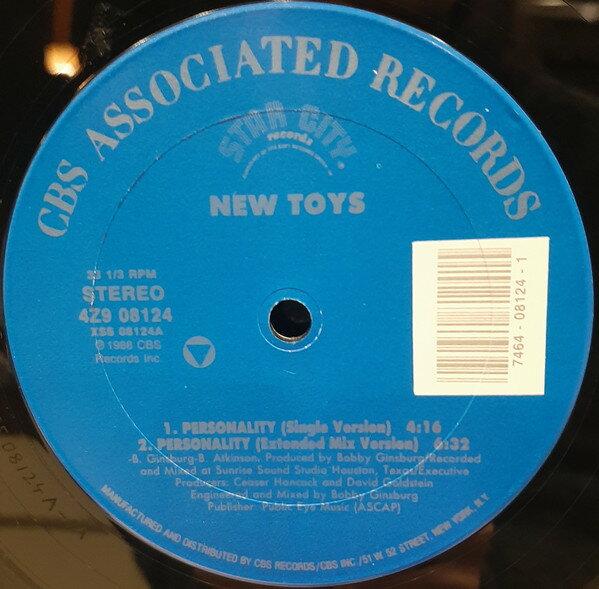 CBS ASSOCIATED RECORDS
STAR CITY
records
NEW TOYS
33 1/3 RPM
STEREO
4Z9 08124
XSS 08124A
© 1988 CBS
Records Inc.
7464 - 08124 - 1
1. PERSONALITY (Single Version) 4:16
2. PERSONALITY (Extended Mix Version) 6:32
-B. Ginsburg-B. Atkinson. Produced by Bobby Ginsburg/Recorded
and Mixed at Sunrise Sound Studio Houston, Texas/Executive
Producers: Ceaser Hancock and David Goldstein
Engineered and Mixed by Bobby Ginsburg
Publisher Public Eye Music (ASCAP)
MANUFACTURED AND DISTRIBUTED BY CBS RECORDS/CBS INC./51 W. 52 STREET, NEW YORK, N.Y.
08124 A